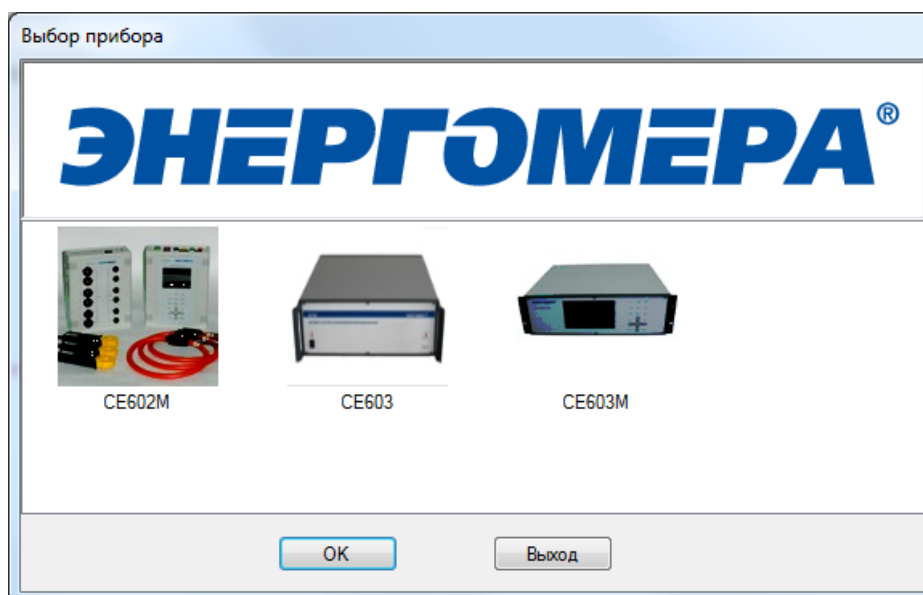 Выбор прибора
ЭНЕРГОМЕРА®
CE602M
CE603
CE603M
OK
Выход